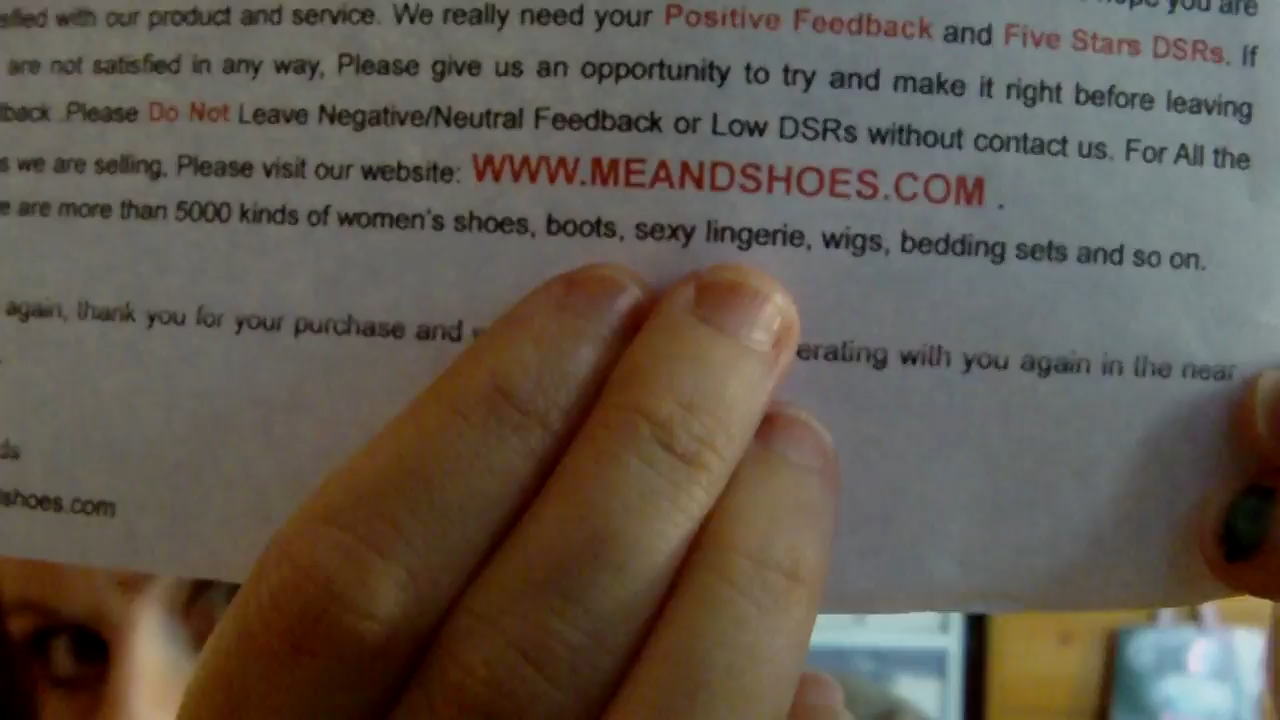 you are
with our product and service. We really need your Positive Feedback and Five Stars DSRs. If
are not satisfied in any way, Please give us an opportunity to try and make it right before leaving
Please Do Not Leave Negative/Neutral Feedback or Low DSRs without contact us. For All the
we are selling, Please visit our website: WWW.MEANDSHOES.COM .
are more than 5000 kinds of women's shoes, boots, sexy lingerie, wigs, bedding sets and so on.
again, thank you for your purchase and
erating with you again in the near
shoes.com